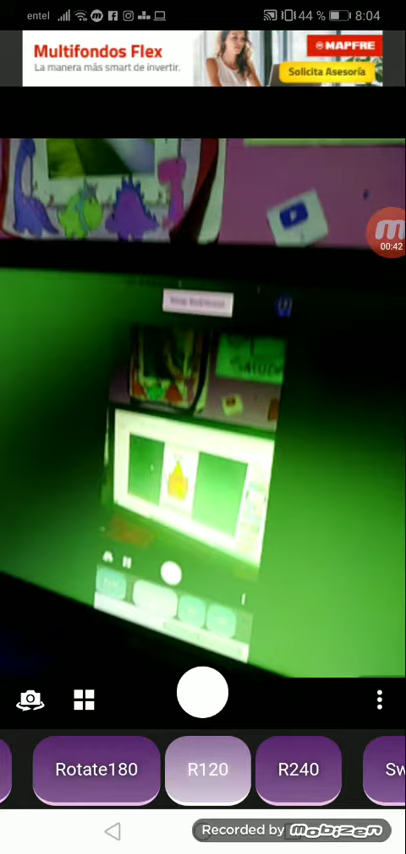 entel 44 % 8:04
Multifondos Flex
La manera más smart de invertir.
MAPFRE
Solicita Asesoría
00:42
Rotate180
R120
R240
Sw
Recorded by mobizen